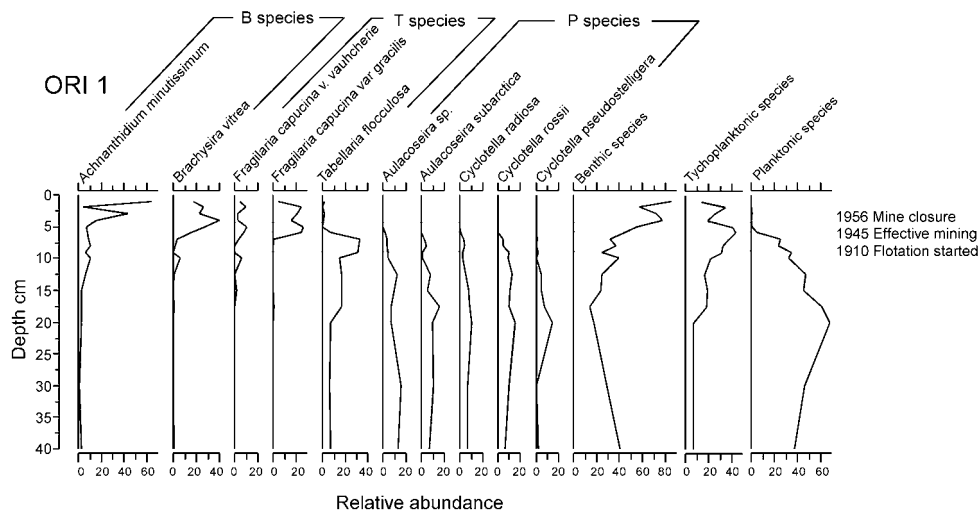 B species
T species
P species
ORI 1
Achnanthidium minutissimum
Brachysira vitrea
Fragilaria capucina v. vauhcherie
Fragilaria capucina var gracilis
Tabellaria flocculosa
Aulacoseira sp.
Aulacoseira subarctica
Cyclotella radiosa
Cyclotella rossii
Cyclotella pseudostelligera
Benthic species
Tychoplanktonic species
Planktonic species
0
5
10
15
20
25
30
35
40
Depth cm
1956 Mine closure
1945 Effective mining
1910 Flotation started
0 20 40 60
0 20 40
0 20
0 20
0 20 40
0 20
0 20
0 20
0 20
0 20
0 20 40 60 80
0 20 40
0 20 40 60
Relative abundance